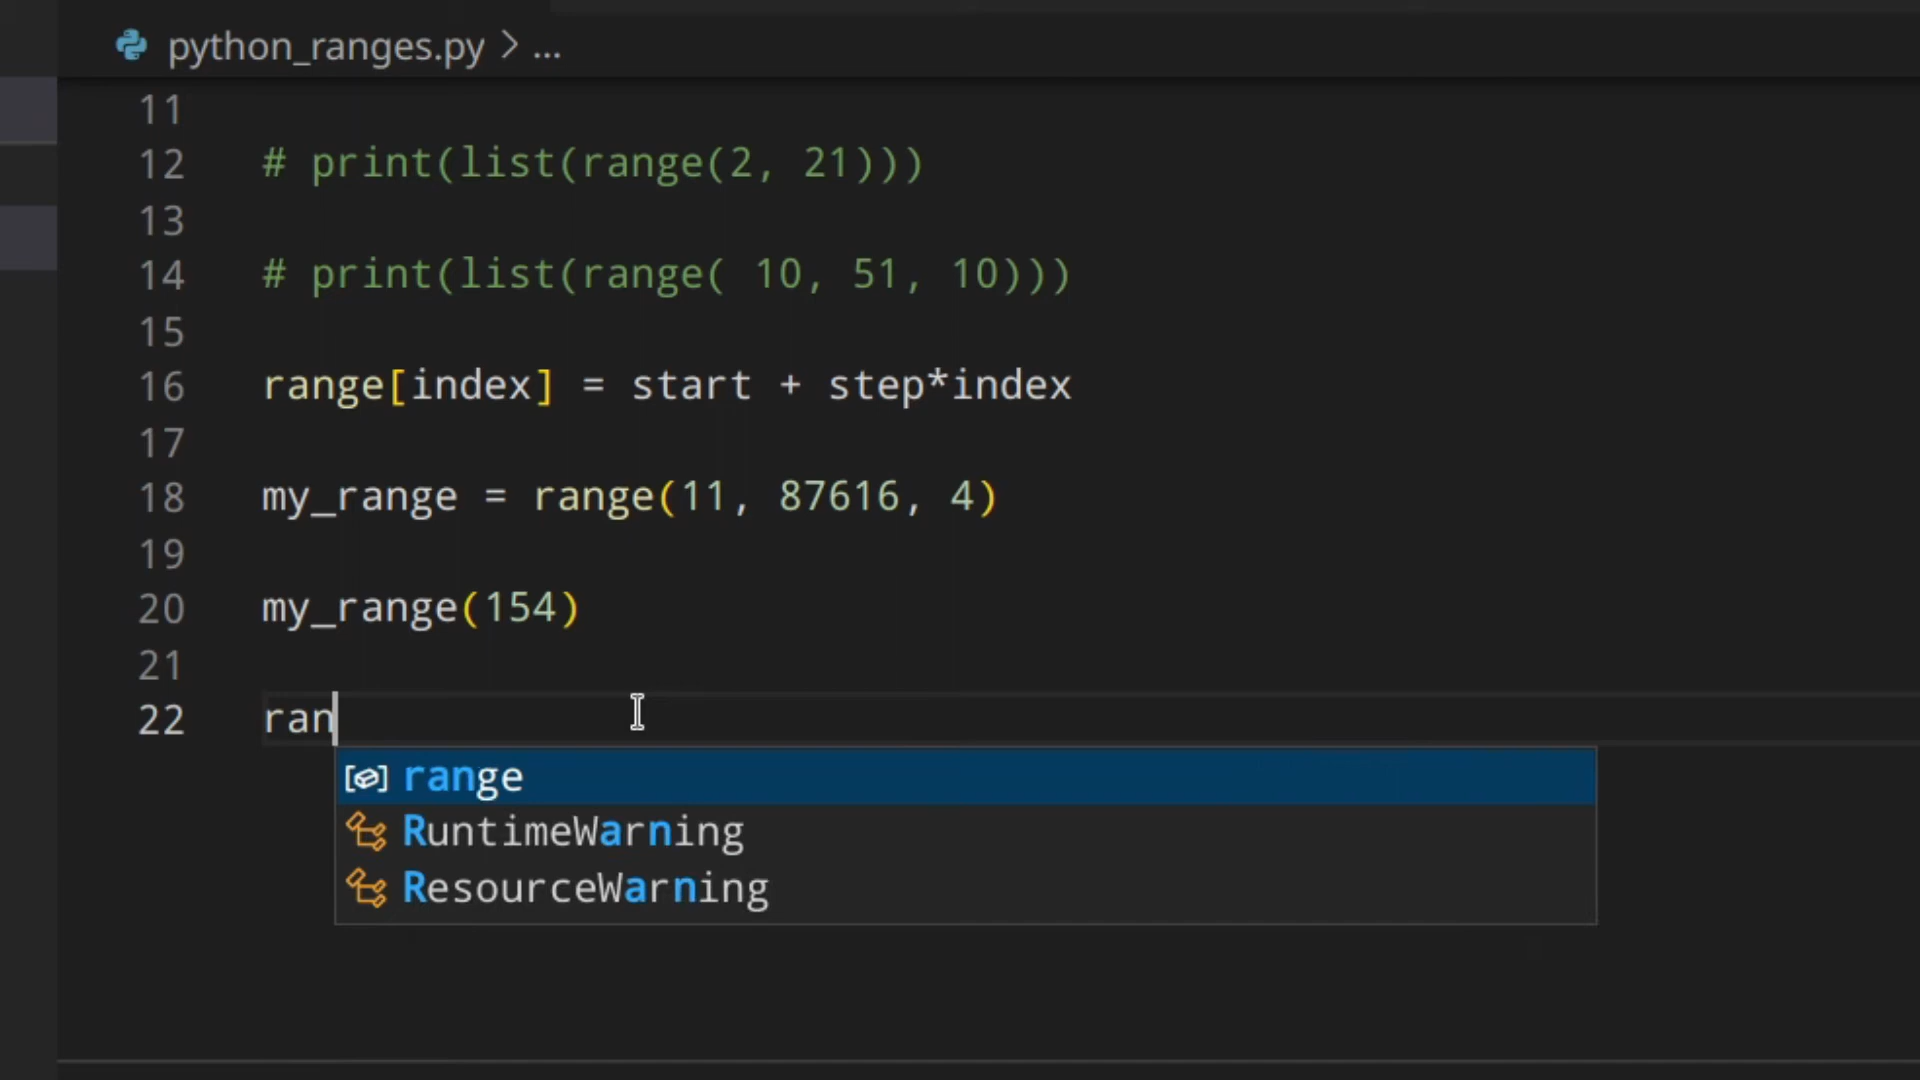 python_ranges.py > ...
11
12 # print(list(range(2, 21)))
13
14 # print(list(range( 10, 51, 10)))
15
16 range[index] = start + step*index
17
18 my_range = range(11, 87616, 4)
19
20 my_range(154)
21
22 ran
range
RuntimeWarning
ResourceWarning